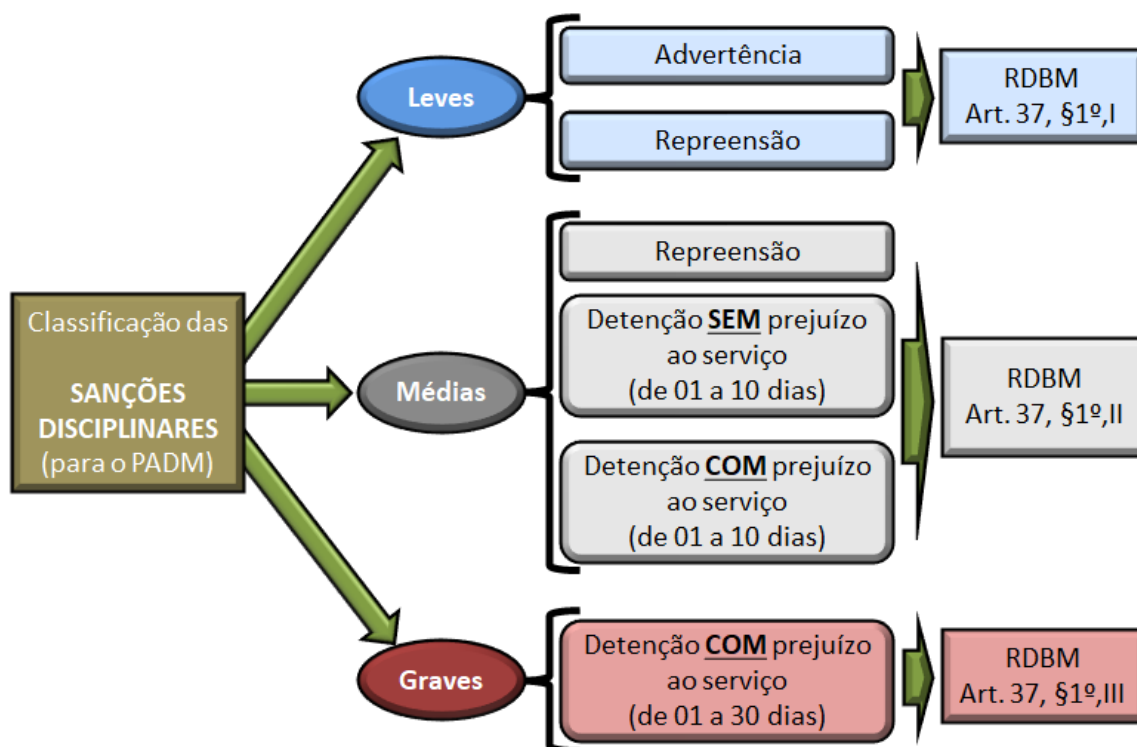 Classificação das
SANÇÕES
DISCIPLINARES
(para o PADM)
Leves
Advertência
Repreensão
RDBM
Art. 37, §1º,I
Médias
Repreensão
Detenção SEM prejuízo
ao serviço
(de 01 a 10 dias)
Detenção COM prejuízo
ao serviço
(de 01 a 10 dias)
RDBM
Art. 37, §1º,II
Graves
Detenção COM prejuízo
ao serviço
(de 01 a 30 dias)
RDBM
Art. 37, §1º,III